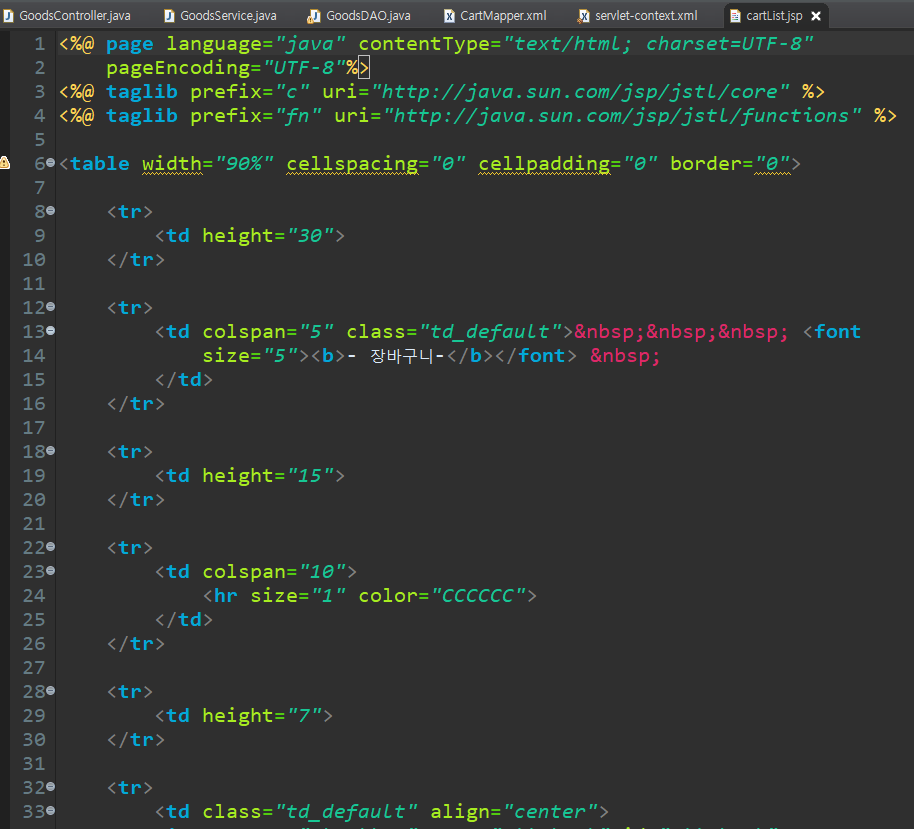 GoodsController.java GoodsService.java GoodsDAO.java CartMapper.xml servlet-context.xml cartList.jsp
1 <%@ page language="java" contentType="text/html; charset=UTF-8"
2 pageEncoding="UTF-8"%>
3 <%@ taglib prefix="c" uri="http://java.sun.com/jsp/jstl/core" %>
4 <%@ taglib prefix="fn" uri="http://java.sun.com/jsp/jstl/functions" %>
5
6 <table width="90%" cellspacing="0" cellpadding="0" border="0">
7
8 <tr>
9 <td height="30">
10 </tr>
11
12 <tr>
13 <td colspan="5" class="td_default">&nbsp;&nbsp;&nbsp; <font
14 size="5"><b>- 장바구니-</b></font> &nbsp;
15 </td>
16 </tr>
17
18 <tr>
19 <td height="15">
20 </tr>
21
22 <tr>
23 <td colspan="10">
24 <hr size="1" color="CCCCCC">
25 </td>
26 </tr>
27
28 <tr>
29 <td height="7">
30 </tr>
31
32 <tr>
33 <td class="td_default" align="center">